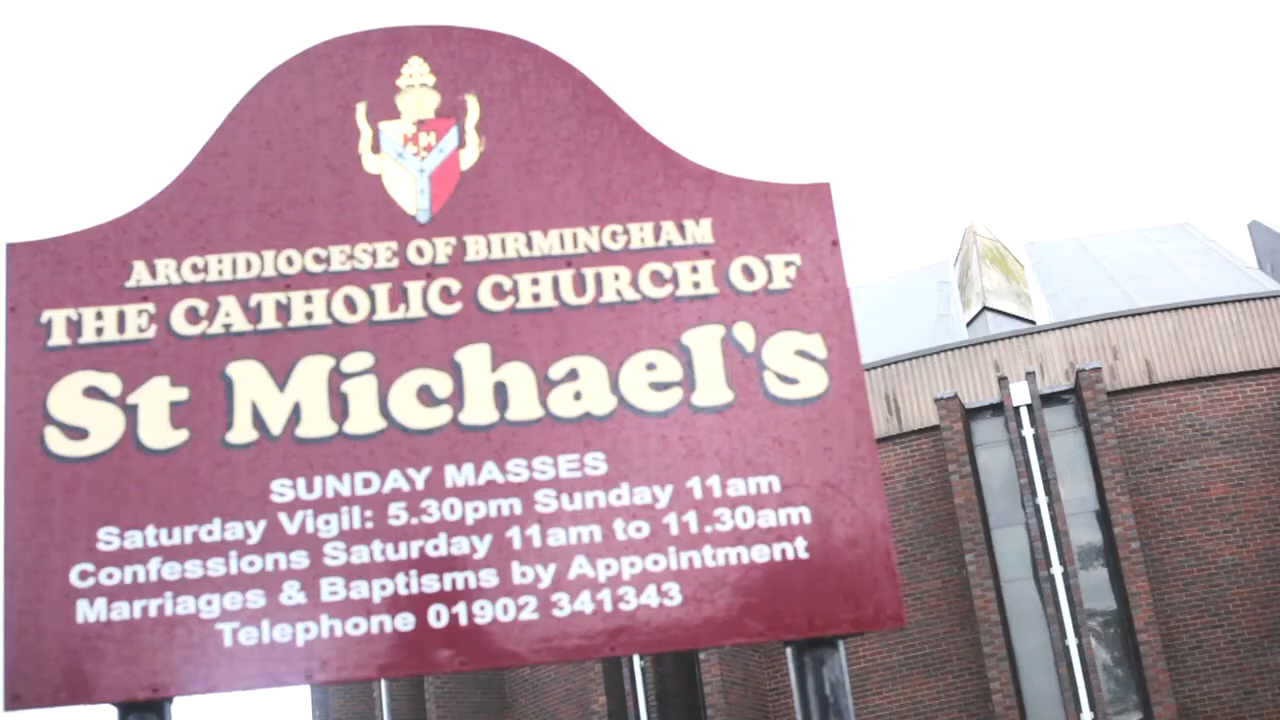 ARCHDIOCESE OF BIRMINGHAM
THE CATHOLIC CHURCH OF
St Michael's
SUNDAY MASSES
Saturday Vigil: 5.30pm Sunday 11am
Confessions Saturday 11am to 11.30am
Marriages & Baptisms by Appointment
Telephone 01902 341343